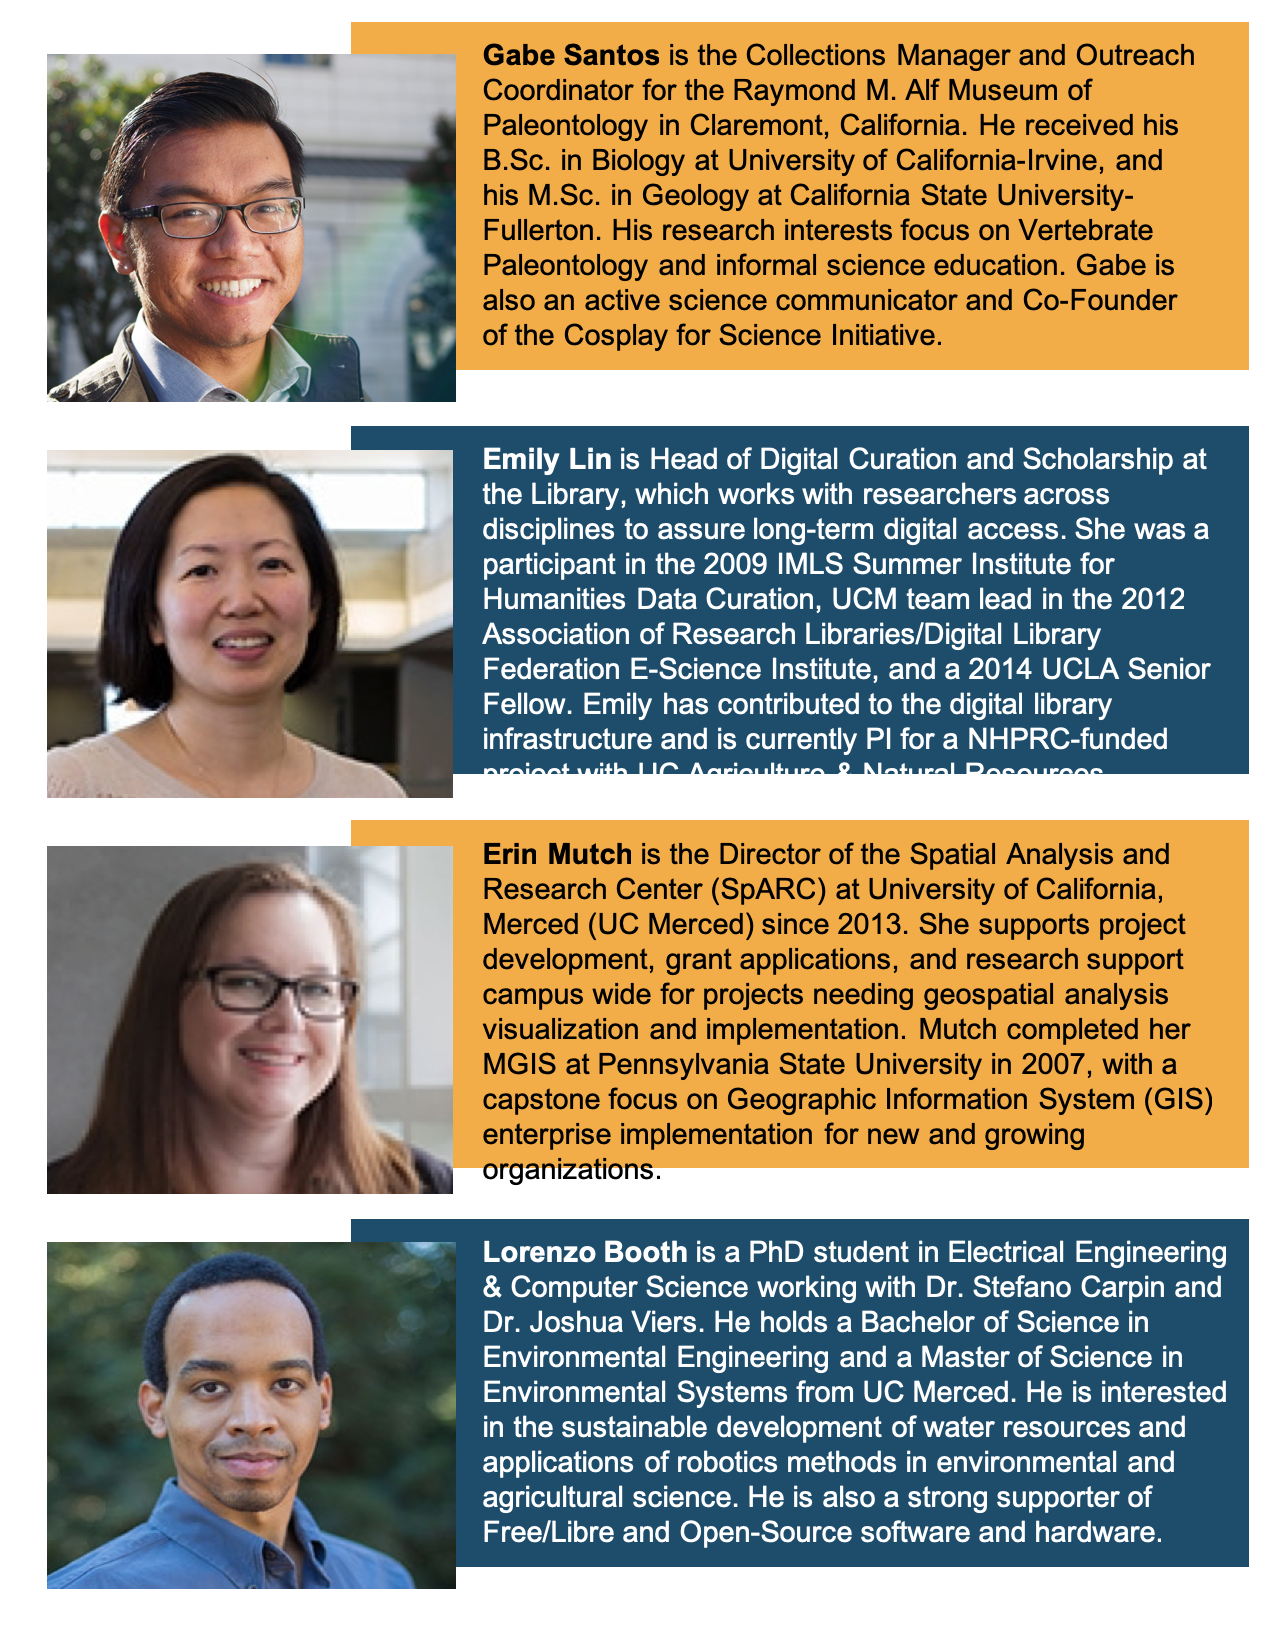 Gabe Santos is the Collections Manager and Outreach
Coordinator for the Raymond M. Alf Museum of
Paleontology in Claremont, California. He received his
B.Sc. in Biology at University of California-Irvine, and
his M.Sc. in Geology at California State University-
Fullerton. His research interests focus on Vertebrate
Paleontology and informal science education. Gabe is
also an active science communicator and Co-Founder
of the Cosplay for Science Initiative.
Emily Lin is Head of Digital Curation and Scholarship at
the Library, which works with researchers across
disciplines to assure long-term digital access. She was a
participant in the 2009 IMLS Summer Institute for
Humanities Data Curation, UCM team lead in the 2012
Association of Research Libraries/Digital Library
Federation E-Science Institute, and a 2014 UCLA Senior
Fellow. Emily has contributed to the digital library
infrastructure and is currently PI for a NHPRC-funded
project with UC Agriculture & Natural Resources
Erin Mutch is the Director of the Spatial Analysis and
Research Center (SpARC) at University of California,
Merced (UC Merced) since 2013. She supports project
development, grant applications, and research support
campus wide for projects needing geospatial analysis
visualization and implementation. Mutch completed her
MGIS at Pennsylvania State University in 2007, with a
capstone focus on Geographic Information System (GIS)
enterprise implementation for new and growing
organizations.
Lorenzo Booth is a PhD student in Electrical Engineering
& Computer Science working with Dr. Stefano Carpin and
Dr. Joshua Viers. He holds a Bachelor of Science in
Environmental Engineering and a Master of Science in
Environmental Systems from UC Merced. He is interested
in the sustainable development of water resources and
applications of robotics methods in environmental and
agricultural science. He is also a strong supporter of
Free/Libre and Open-Source software and hardware.